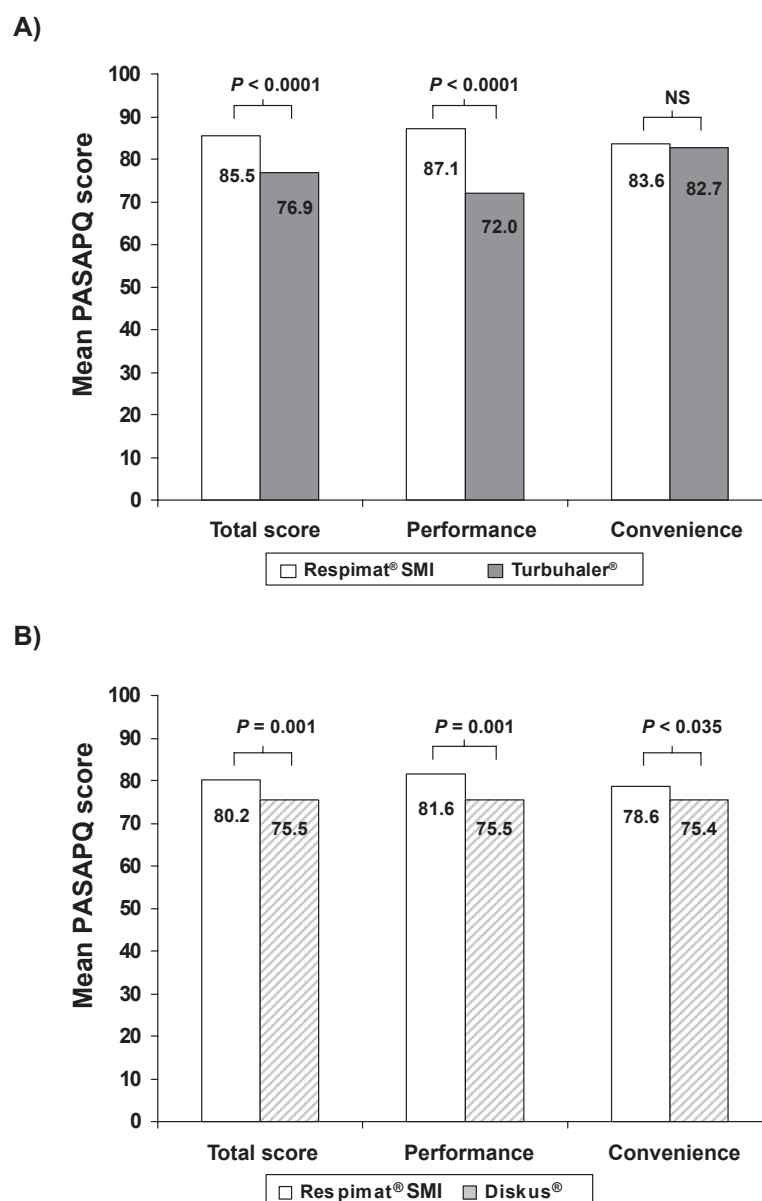 A)
Mean PASAPQ score
100
90
80
70
60
50
40
30
20
10
0
P < 0.0001
P < 0.0001
NS
85.5
76.9
87.1
72.0
83.6
82.7
Total score
Performance
Convenience
Respimat® SMI
Turbuhaler®
B)
Mean PASAPQ score
100
90
80
70
60
50
40
30
20
10
0
P = 0.001
P = 0.001
P < 0.035
80.2
75.5
81.6
75.5
78.6
75.4
Total score
Performance
Convenience
Respimat® SMI
Diskus®